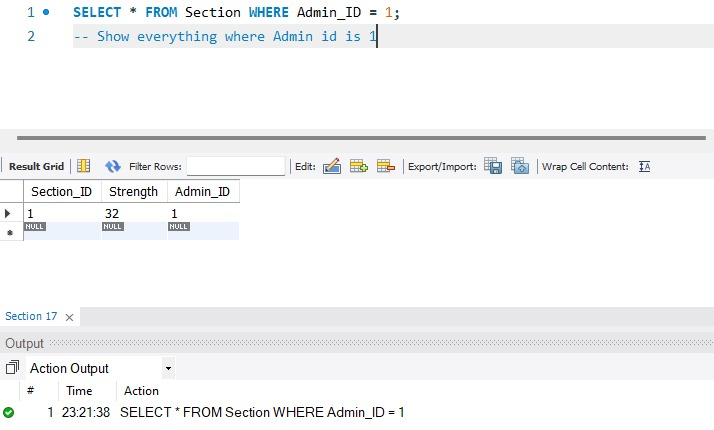 1 SELECT * FROM Section WHERE Admin_ID = 1;
2 -- Show everything where Admin id is 1
Result Grid Filter Rows: Edit: Export/Import: Wrap Cell Content: IA
Section_ID Strength Admin_ID
1 32 1
NULL NULL NULL
Section 17 ×
Output
Action Output
# Time Action
1 23:21:38 SELECT * FROM Section WHERE Admin_ID = 1